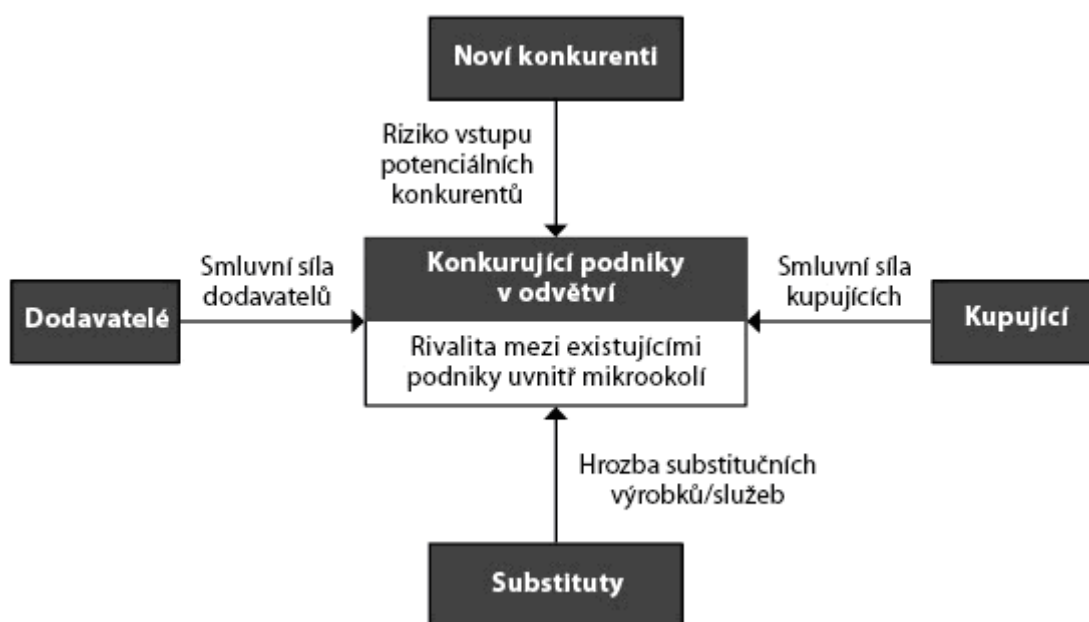 Noví konkurenti
Riziko vstupu
potenciálních
konkurentů
Smluvní síla
dodavatelů
Dodavatelé
Konkurující podniky
v odvětví
Rivalita mezi existujícími
podniky uvnitř mikrookolí
Smluvní síla
kupujících
Kupující
Hrozba substitučních
výrobků/služeb
Substituty